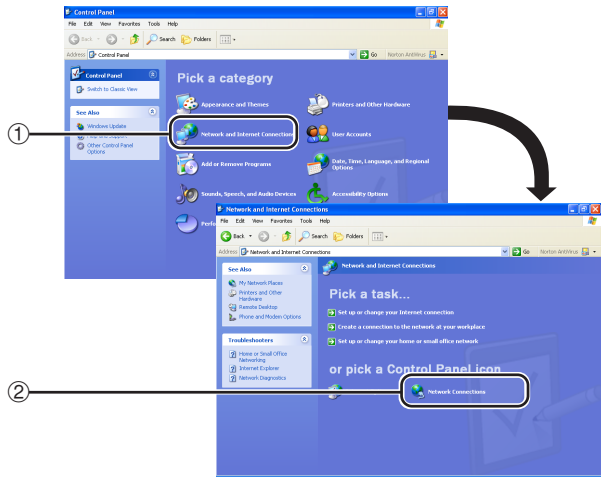 Control Panel
File Edit View Favorites Tools Help
Back Search Folders
Address Control Panel Go Norton AntiVirus
Control Panel
Switch to Classic View
See Also
Windows Update
Help and Support
Other Control Panel
Options
Pick a category
Appearance and Themes
Printers and Other Hardware
Network and Internet Connections
User Accounts
Add or Remove Programs
Date, Time, Language, and Regional
Options
Sounds, Speech, and Audio Devices
Accessibility Options
Perfo
1
Network and Internet Connections
File Edit View Favorites Tools Help
Back Search Folders
Address Network and Internet Connections Go Norton AntiVirus
See Also
My Network Places
Printers and Other
Hardware
Remote Desktop
Phone and Modem Options
Troubleshooters
Home or Small Office
Networking
Internet Explorer
Network Diagnostics
Network and Internet Connections
Pick a task...
Set up or change your Internet connection
Create a connection to the network at your workplace
Set up or change your home or small office network
or pick a Control Panel icon
Network Connections
2